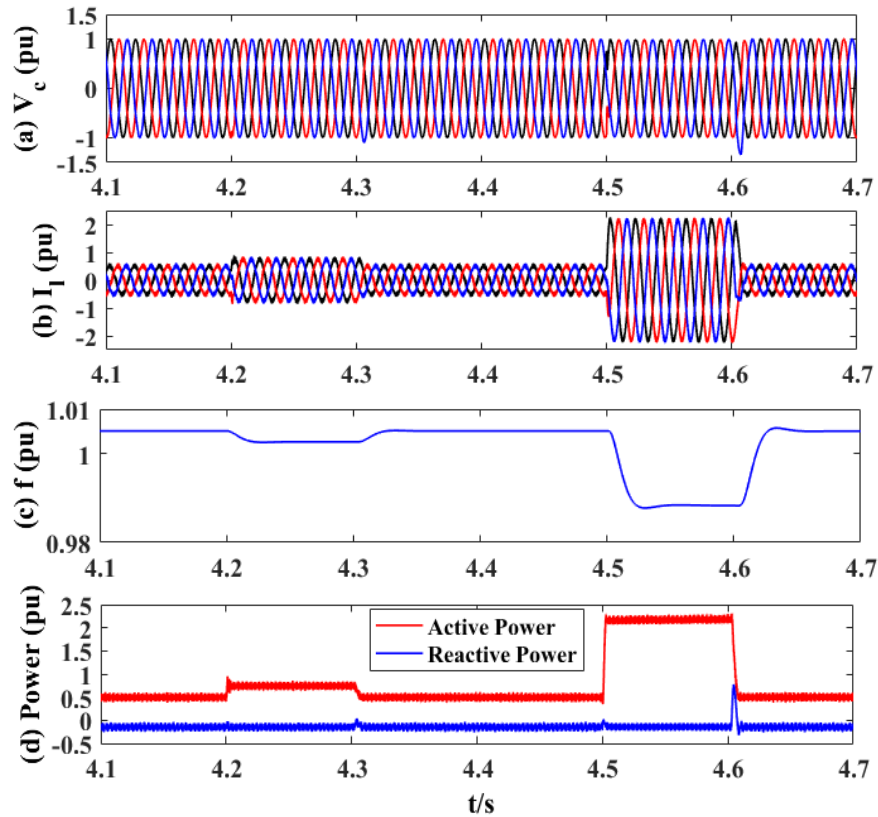 (a) V_c (pu)
1.5
1
0
-1
-1.5
4.1 4.2 4.3 4.4 4.5 4.6 4.7
(b) I_l (pu)
2
1
0
-1
-2
4.1 4.2 4.3 4.4 4.5 4.6 4.7
(c) f (pu)
1.01
1
0.98
4.1 4.2 4.3 4.4 4.5 4.6 4.7
(d) Power (pu)
2.5
2
1.5
1
0.5
0
-0.5
Active Power
Reactive Power
4.1 4.2 4.3 4.4 4.5 4.6 4.7
t/s